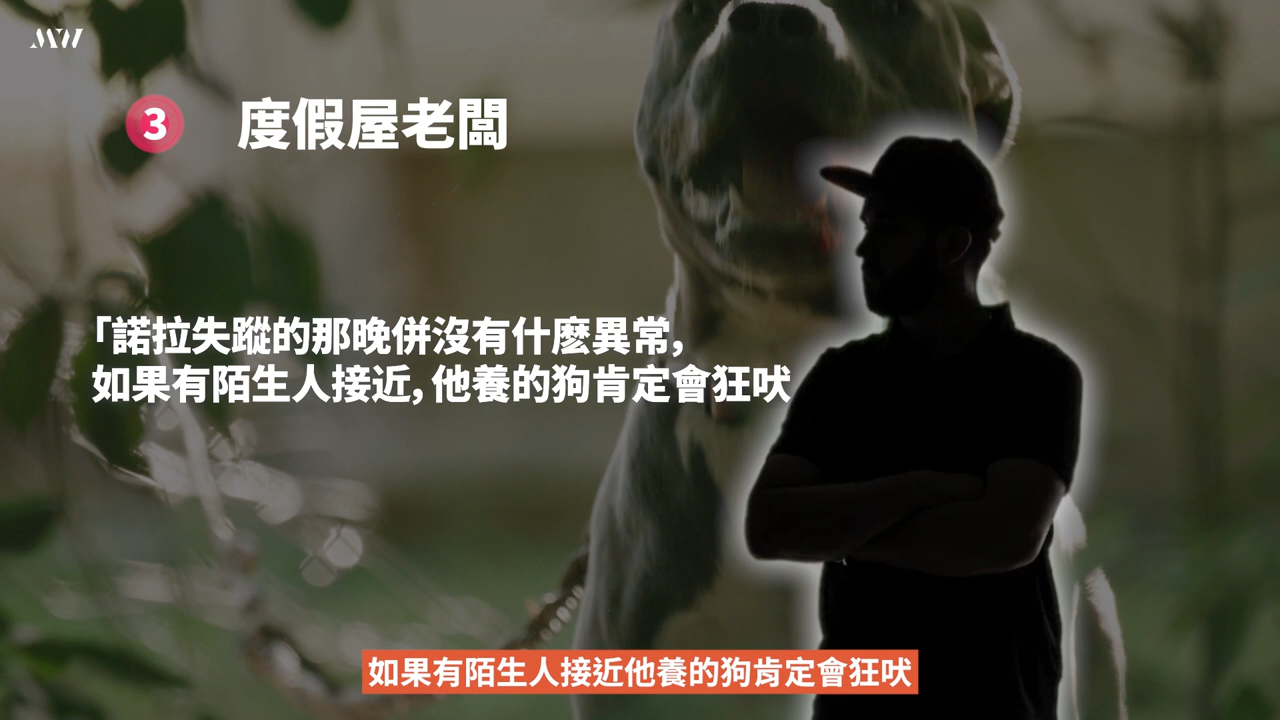 MW
3 度假屋老闆
「諾拉失蹤的那晚併沒有什麽異常,
如果有陌生人接近, 他養的狗肯定會狂吠
如果有陌生人接近他養的狗肯定會狂吠